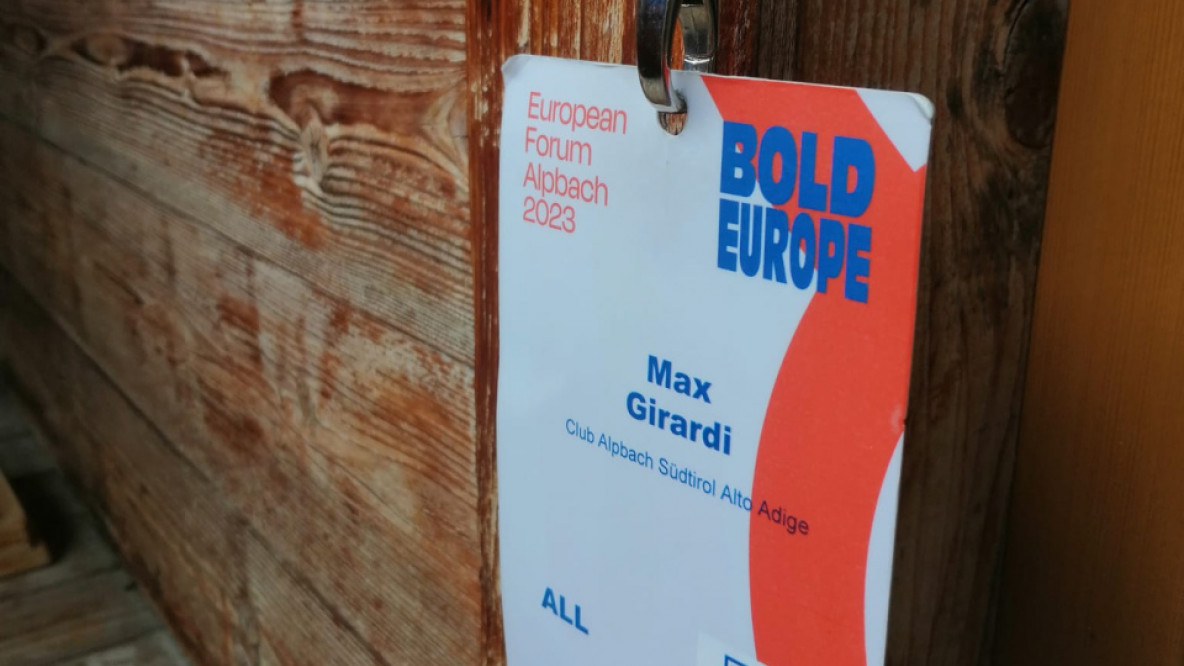 European
Forum
Alpbach
2023
BOLD
EUROPE
Max
Girardi
Club Alpbach Südtirol Alto Adige
ALL